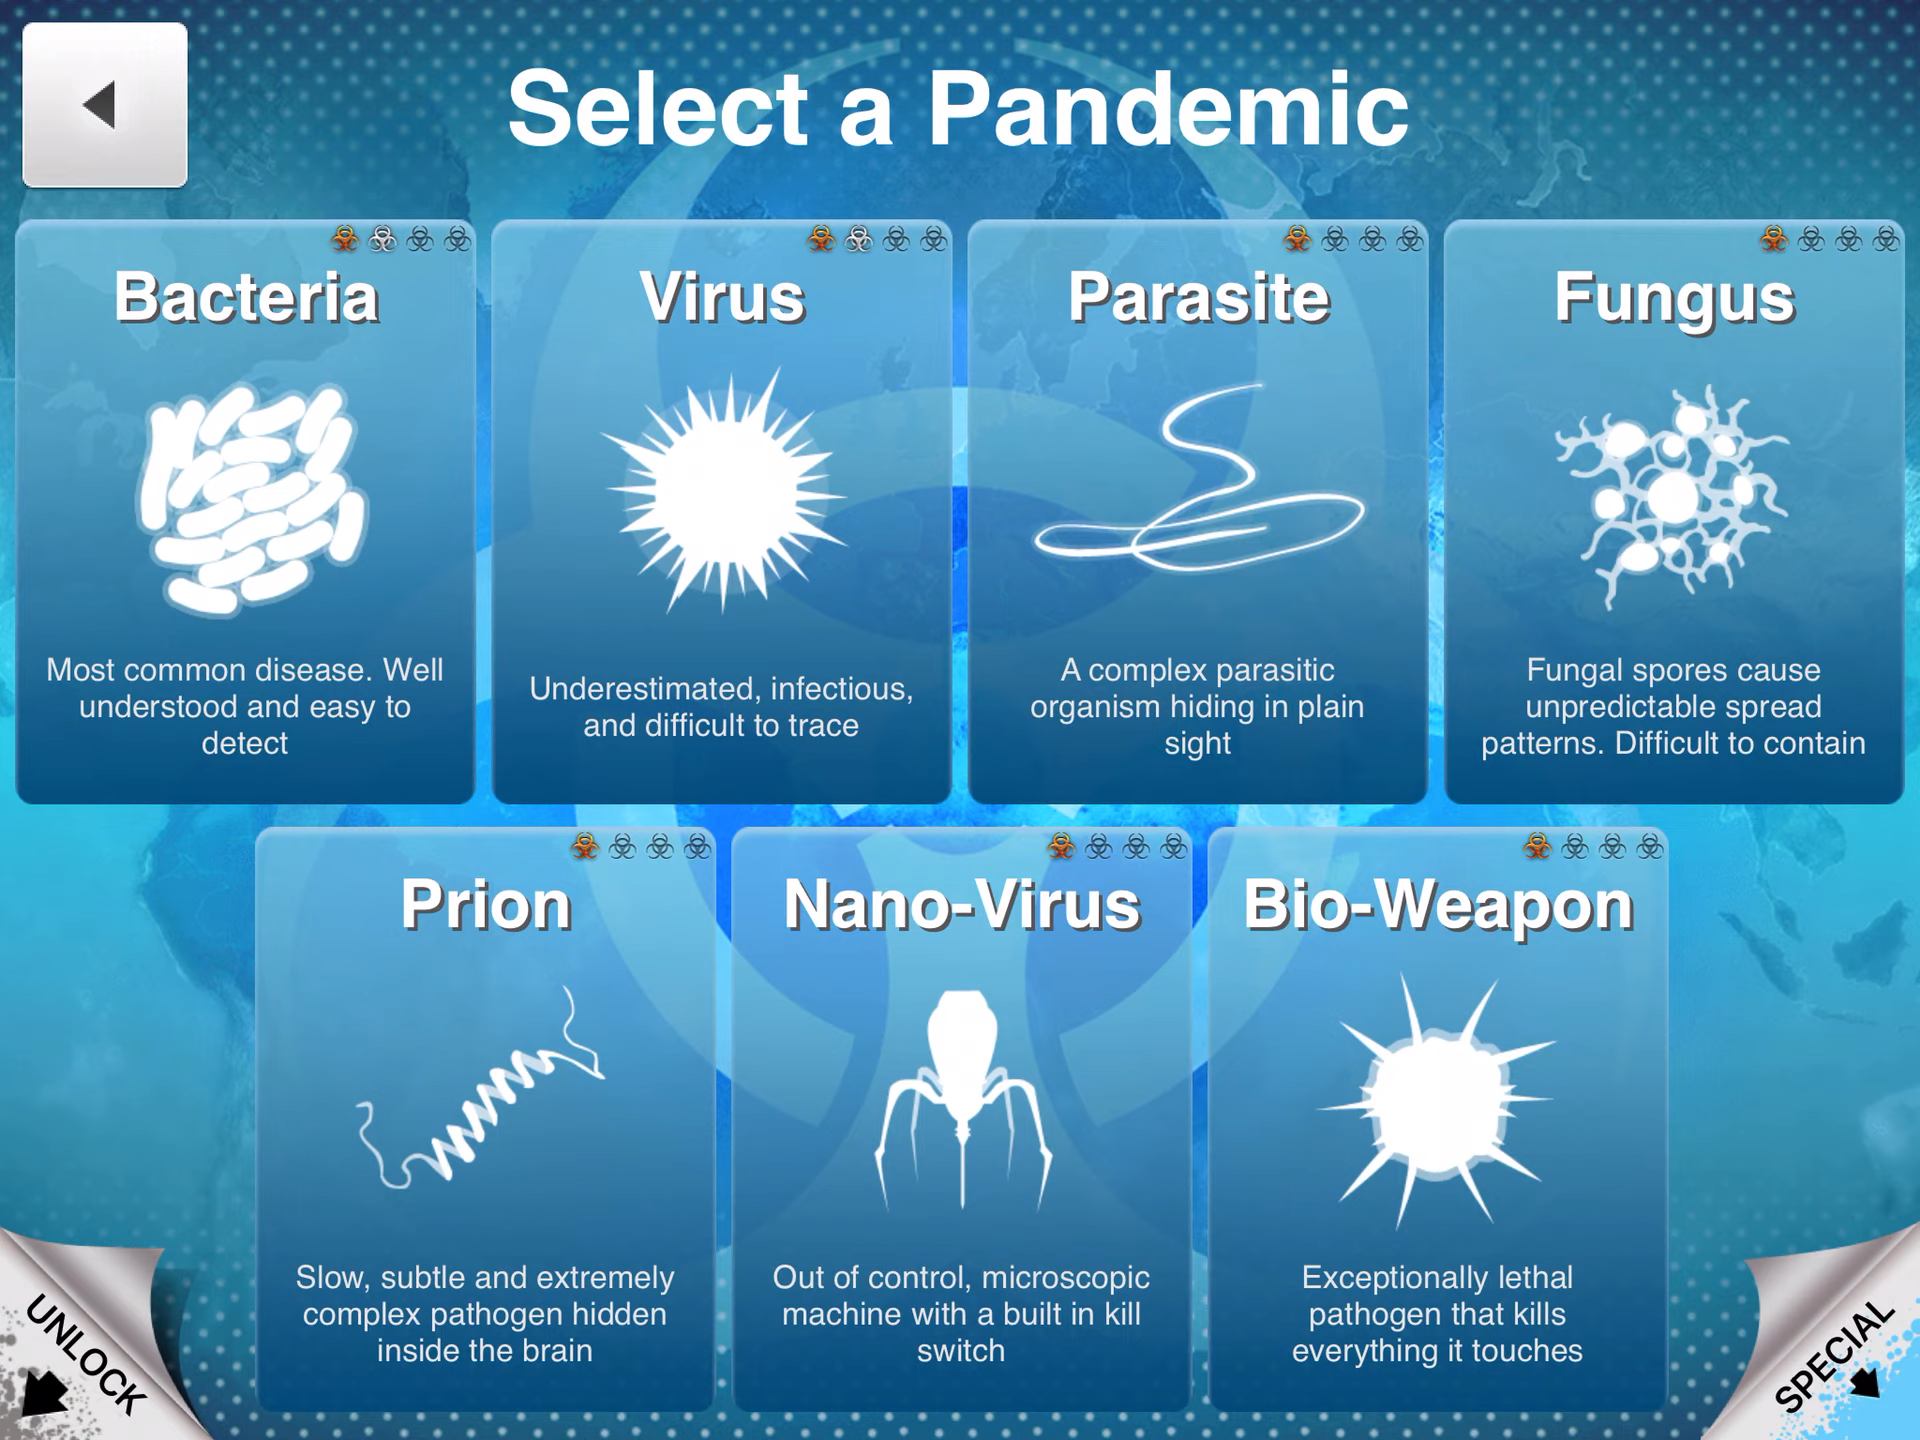 Select a Pandemic
Bacteria
Most common disease. Well
understood and easy to
detect
Virus
Underestimated, infectious,
and difficult to trace
Parasite
A complex parasitic
organism hiding in plain
sight
Fungus
Fungal spores cause
unpredictable spread
patterns. Difficult to contain
Prion
Slow, subtle and extremely
complex pathogen hidden
inside the brain
Nano-Virus
Out of control, microscopic
machine with a built in kill
switch
Bio-Weapon
Exceptionally lethal
pathogen that kills
everything it touches
UNLOCK
SPECIAL